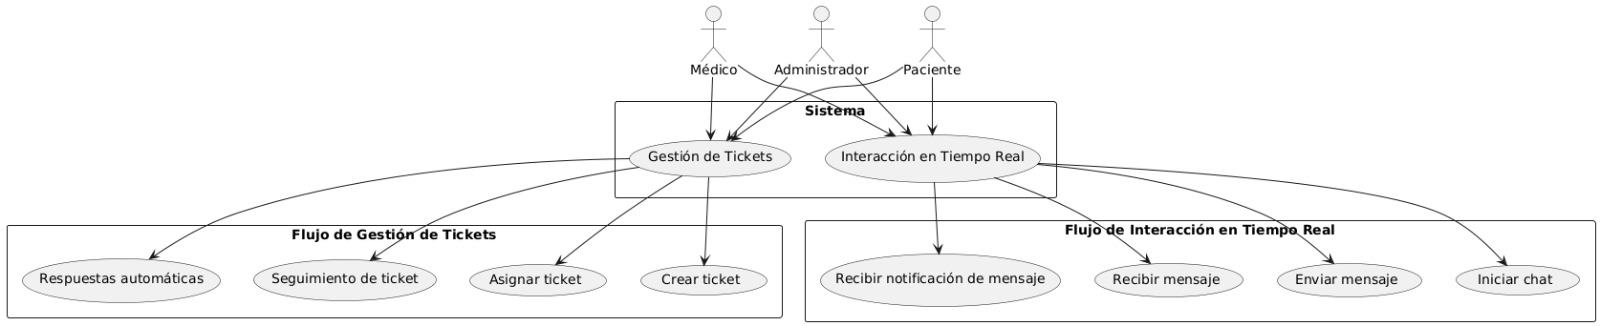 Médico
Administrador
Paciente
Sistema
Gestión de Tickets
Interacción en Tiempo Real
Flujo de Gestión de Tickets
Respuestas automáticas
Seguimiento de ticket
Asignar ticket
Crear ticket
Flujo de Interacción en Tiempo Real
Recibir notificación de mensaje
Recibir mensaje
Enviar mensaje
Iniciar chat